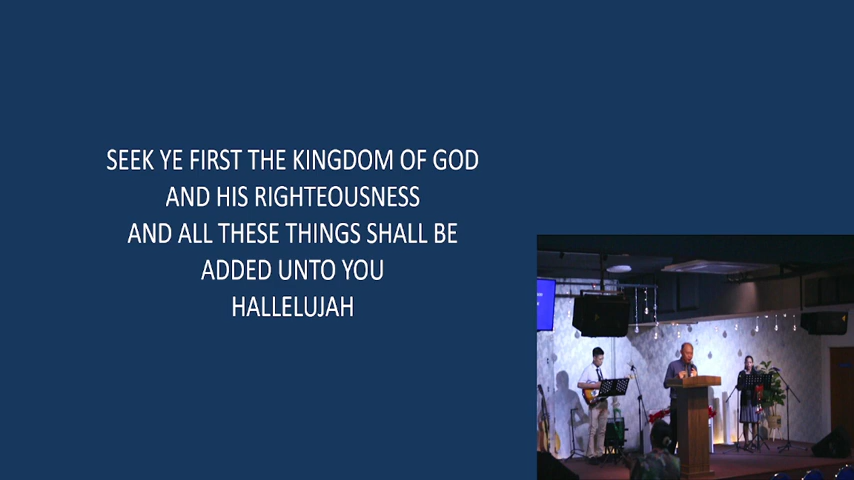 SEEK YE FIRST THE KINGDOM OF GOD
AND HIS RIGHTEOUSNESS
AND ALL THESE THINGS SHALL BE
ADDED UNTO YOU
HALLELUJAH